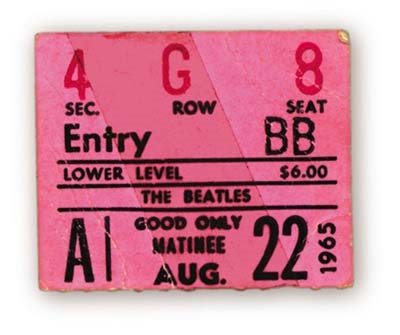 4 G 8
SEC. ROW SEAT
Entry BB
LOWER LEVEL $6.00
THE BEATLES
A1 GOOD ONLY
MATINEE
AUG. 22 1965